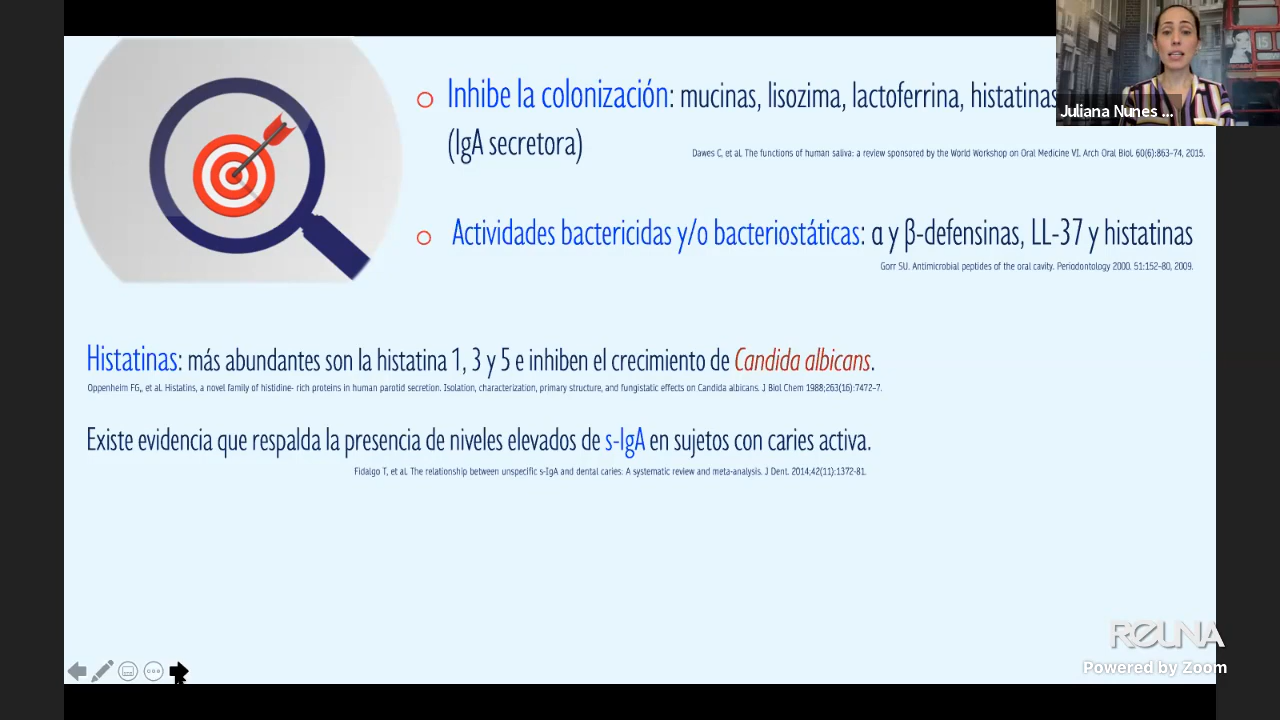 Inhibe la colonización: mucinas, lisozima, lactoferrina, histatinas
(IgA secretora)
Dawes C, et al. The functions of human saliva: a review sponsored by the World Workshop on Oral Medicine VI. Arch Oral Biol. 60(6):863–74, 2015.
Actividades bactericidas y/o bacteriostáticas: α y β-defensinas, LL-37 y histatinas
Gorr SU. Antimicrobial peptides of the oral cavity. Periodontology 2000. 51:152–80, 2009.
Histatinas: más abundantes son la histatina 1, 3 y 5 e inhiben el crecimiento de Candida albicans.
Oppenheim FG,, et al. Histatins, a novel family of histidine- rich proteins in human parotid secretion. Isolation, characterization, primary structure, and fungistatic effects on Candida albicans. J Biol Chem 1988;263(16):7472–7.
Existe evidencia que respalda la presencia de niveles elevados de s-IgA en sujetos con caries activa.
Fidalgo T, et al. The relationship between unspecific s-IgA and dental caries: A systematic review and meta-analysis. J Dent. 2014;42(11):1372-81.
Juliana Nunes ...
REUNA
Powered by Zoom